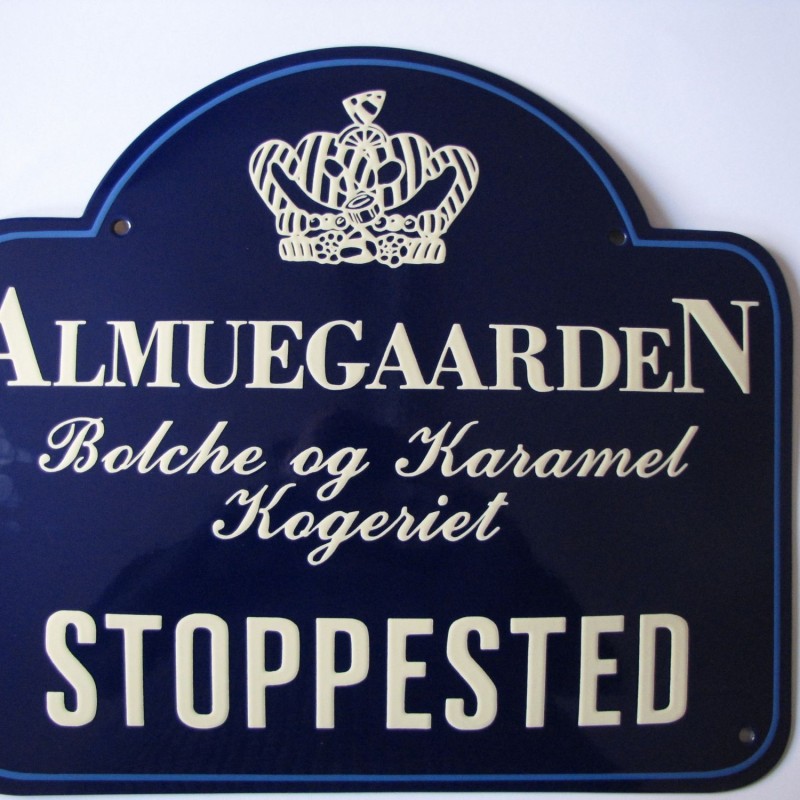 ALMUEGAARDEN
Bolche og Karamel
Kogeriet
STOPPESTED